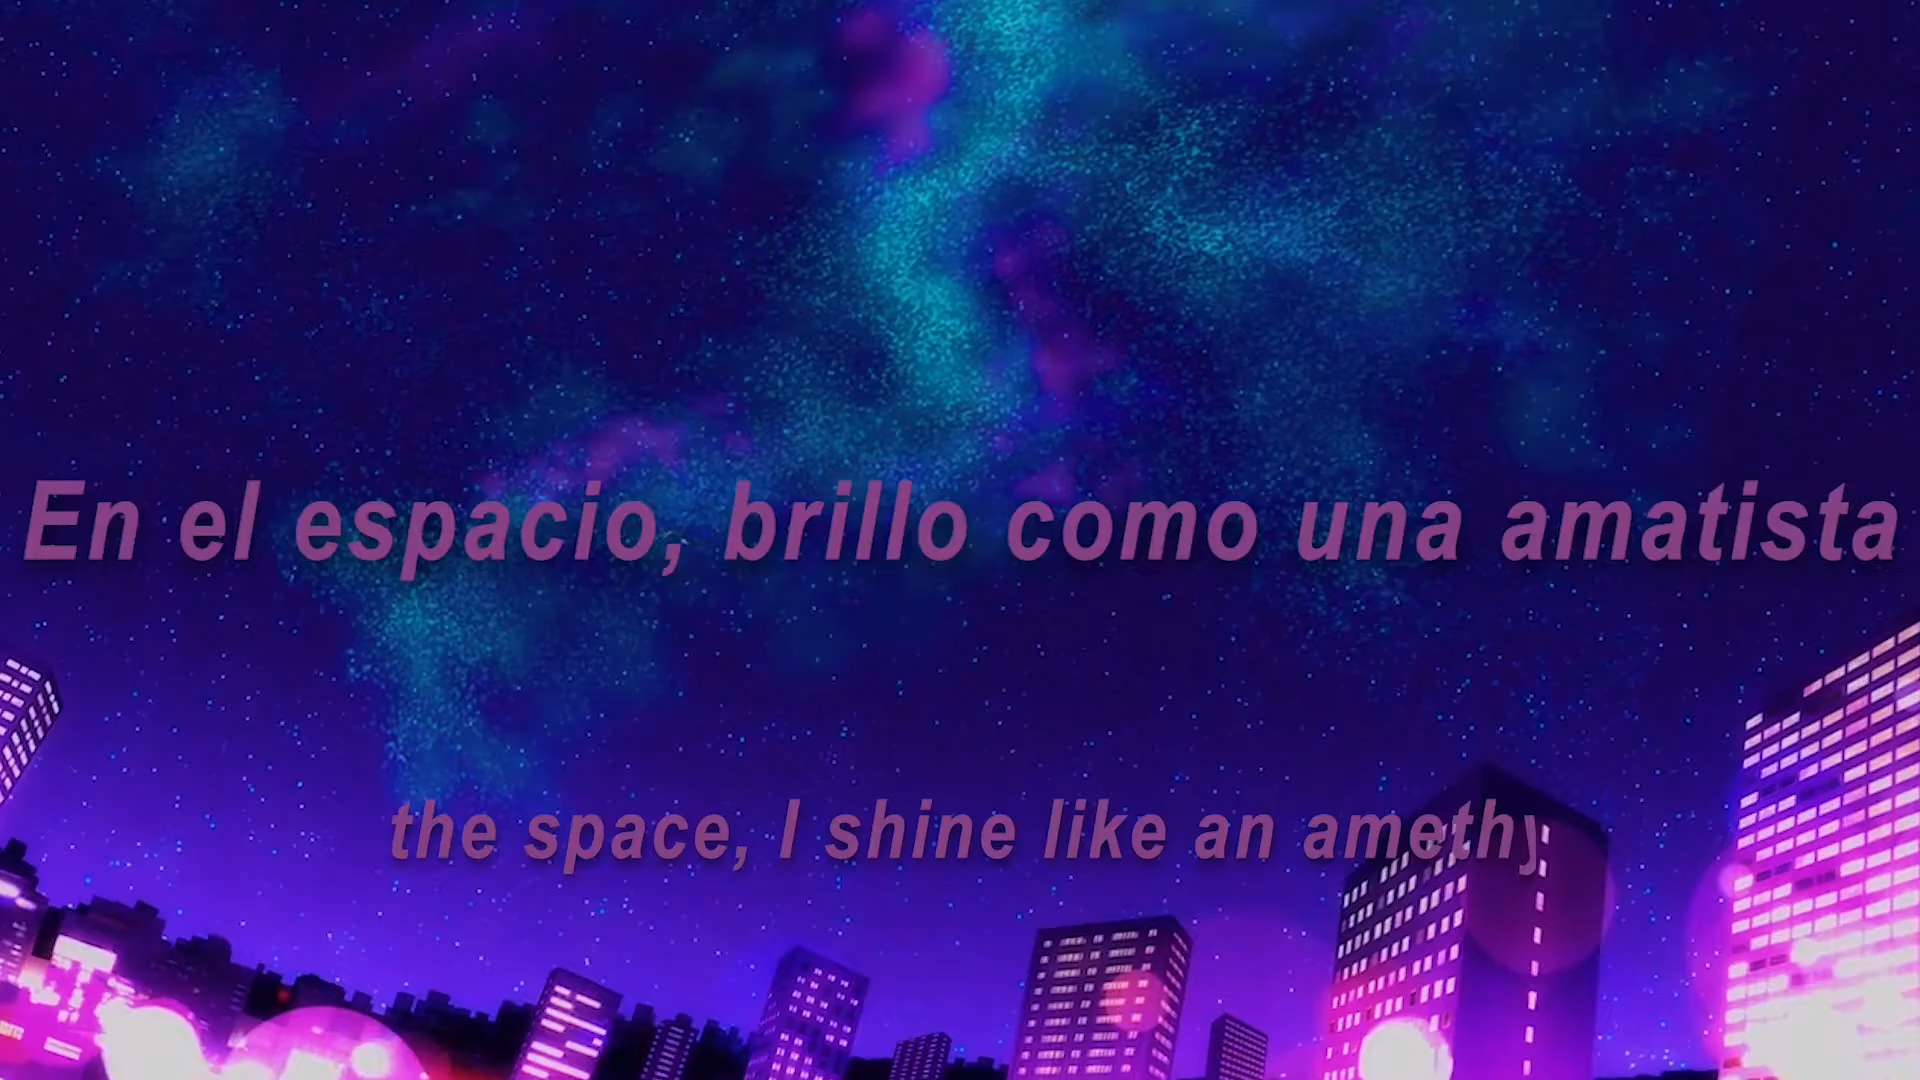 En el espacio, brillo como una amatista
the space, I shine like an amethy